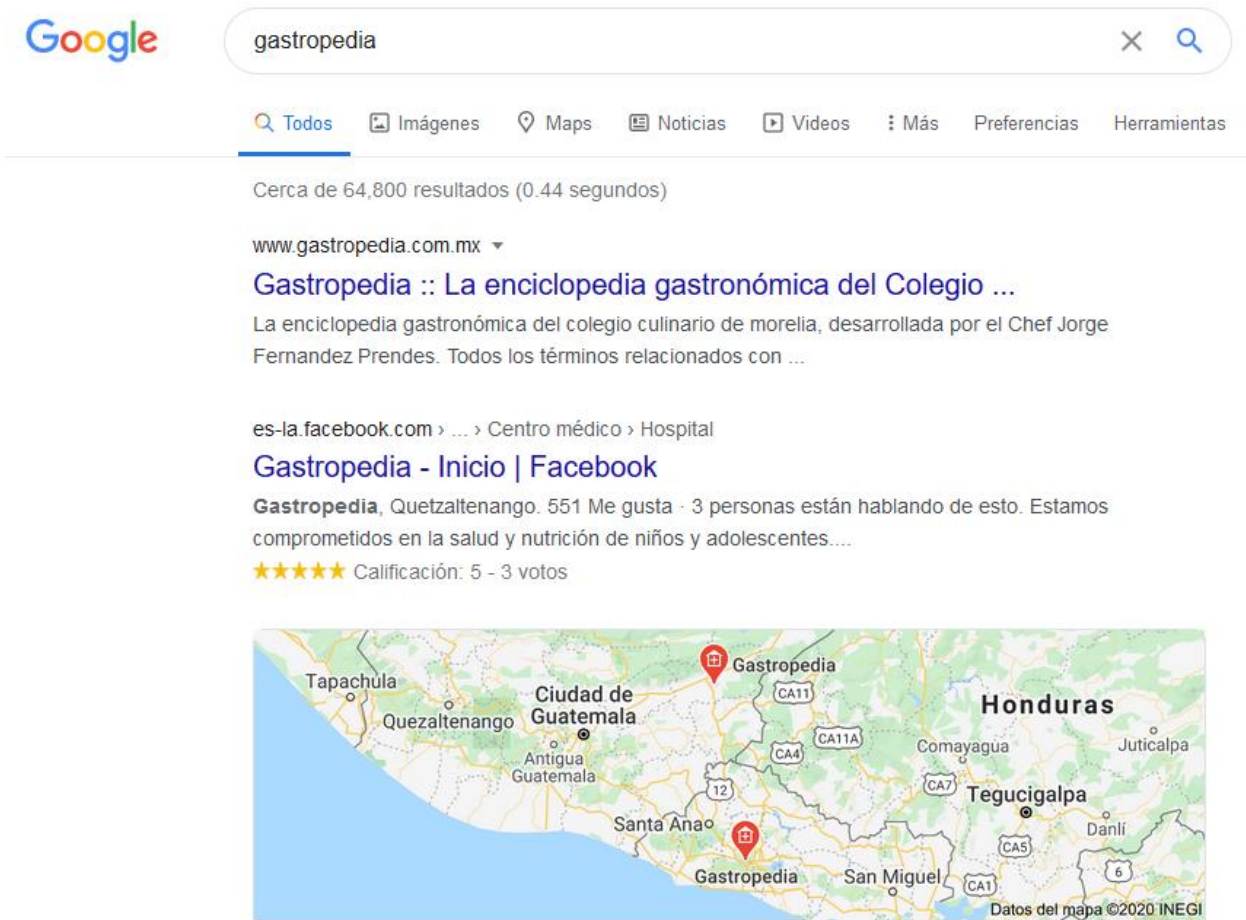 Google
gastropedia
Todos Imágenes Maps Noticias Videos Más Preferencias Herramientas
Cerca de 64,800 resultados (0.44 segundos)
www.gastropedia.com.mx
Gastropedia :: La enciclopedia gastronómica del Colegio ...
La enciclopedia gastronómica del colegio culinario de morelia, desarrollada por el Chef Jorge
Fernandez Prendes. Todos los términos relacionados con ...
es-la.facebook.com › ... › Centro médico › Hospital
Gastropedia - Inicio | Facebook
Gastropedia, Quetzaltenango. 551 Me gusta · 3 personas están hablando de esto. Estamos
comprometidos en la salud y nutrición de niños y adolescentes....
Calificación: 5 - 3 votos
Gastropedia
Tapachula
CA11
Ciudad de
Guatemala
Honduras
Quezaltenango
CA11A
Comayagua
Juticalpa
Antigua
Guatemala
CA4
12
CA7
Tegucigalpa
Santa Ana
Danlí
CA5
Gastropedia
San Miguel
CA1
6
Datos del mapa ©2020 INEGI